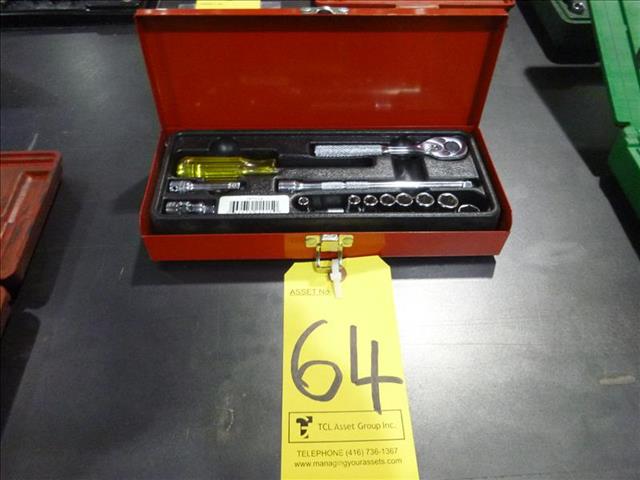 ASSET No
64
TCL Asset Group Inc.
TELEPHONE (416) 736-1367
www.managingyourassets.com